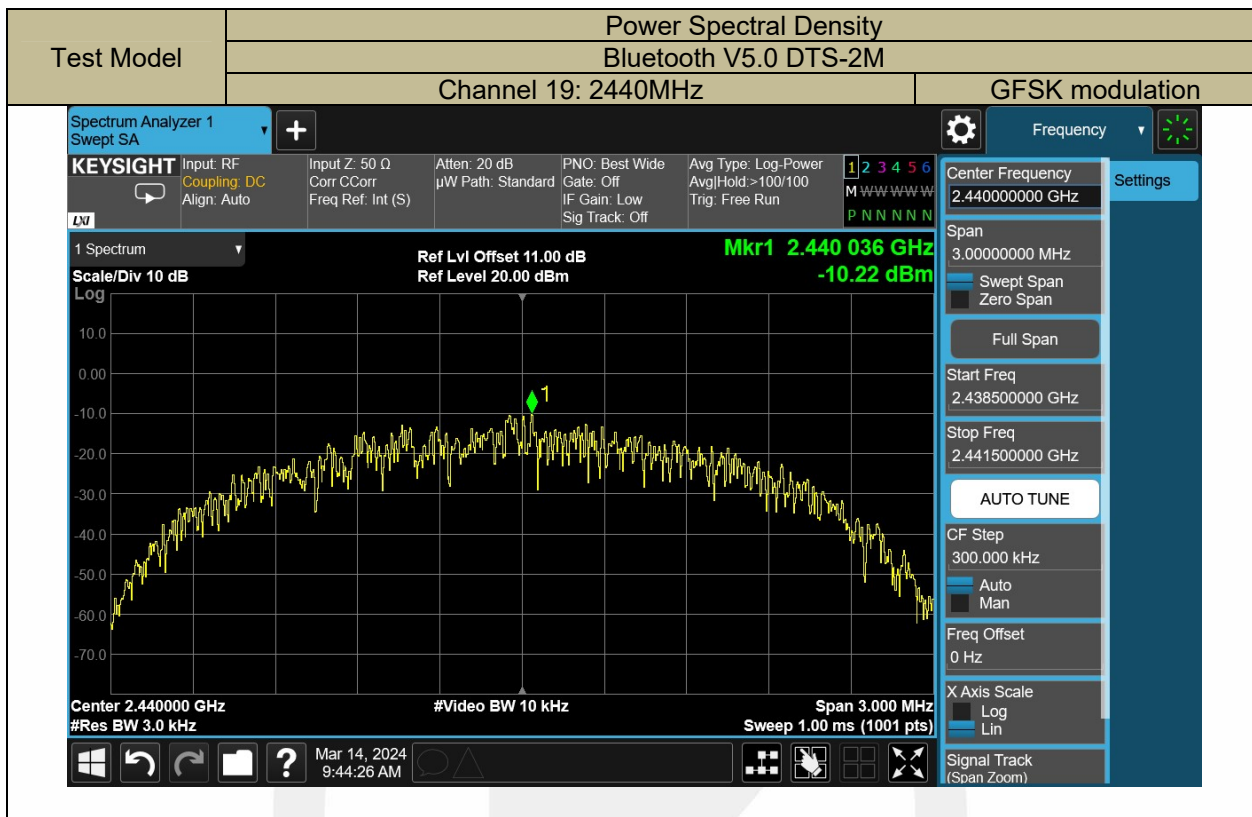 Test Model
Power Spectral Density
Bluetooth V5.0 DTS-2M
Channel 19: 2440MHz
GFSK modulation
Spectrum Analyzer 1
Swept SA
Frequency
KEYSIGHT
LXI
Input: RF
Coupling: DC
Align: Auto
Input Z: 50 Ω
Corr CCorr
Freq Ref: Int (S)
Atten: 20 dB
µW Path: Standard
PNO: Best Wide
Gate: Off
IF Gain: Low
Sig Track: Off
Avg Type: Log-Power
Avg|Hold:>100/100
Trig: Free Run
1 2 3 4 5 6
M W W W W W
P N N N N N
1 Spectrum
Scale/Div 10 dB
Ref Lvl Offset 11.00 dB
Ref Level 20.00 dBm
Mkr1 2.440 036 GHz
-10.22 dBm
Log
10.0
0.00
-10.0
-20.0
-30.0
-40.0
-50.0
-60.0
-70.0
1
Center 2.440000 GHz
#Res BW 3.0 kHz
#Video BW 10 kHz
Span 3.000 MHz
Sweep 1.00 ms (1001 pts)
?
Mar 14, 2024
9:44:26 AM
Center Frequency
2.440000000 GHz
Span
3.00000000 MHz
Swept Span
Zero Span
Full Span
Start Freq
2.438500000 GHz
Stop Freq
2.441500000 GHz
AUTO TUNE
CF Step
300.000 kHz
Auto
Man
Freq Offset
0 Hz
X Axis Scale
Log
Lin
Signal Track
(Span Zoom)
Settings